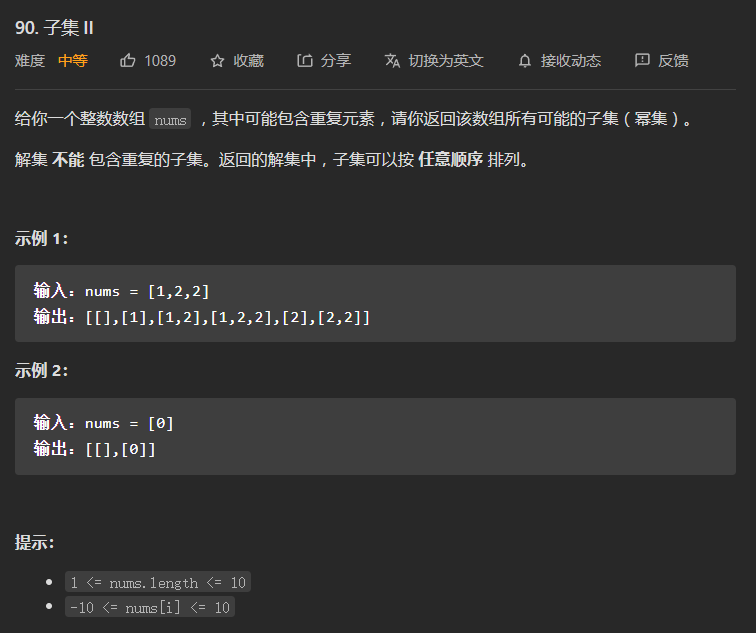 90. 子集 II
难度 中等 1089 收藏 分享 切换为英文 接收动态 反馈
给你一个整数数组 nums ，其中可能包含重复元素，请你返回该数组所有可能的子集（幂集）。
解集 不能 包含重复的子集。返回的解集中，子集可以按 任意顺序 排列。
示例 1：
输入：nums = [1,2,2]
输出：[[],[1],[1,2],[1,2,2],[2],[2,2]]
示例 2：
输入：nums = [0]
输出：[[],[0]]
提示：
• 1 <= nums.length <= 10
• -10 <= nums[i] <= 10